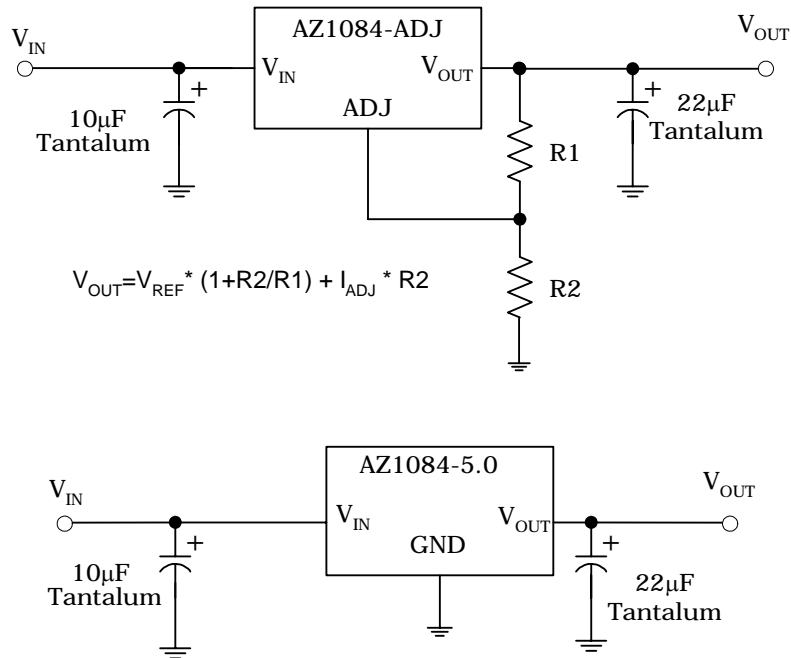 AZ1084-ADJ
V_IN
V_OUT
V_IN
V_OUT
ADJ
+
10μF
Tantalum
+
22μF
Tantalum
R1
V_OUT=V_REF* (1+R2/R1) + I_ADJ * R2
R2
AZ1084-5.0
V_IN
V_OUT
V_IN
V_OUT
GND
+
10μF
Tantalum
+
22μF
Tantalum